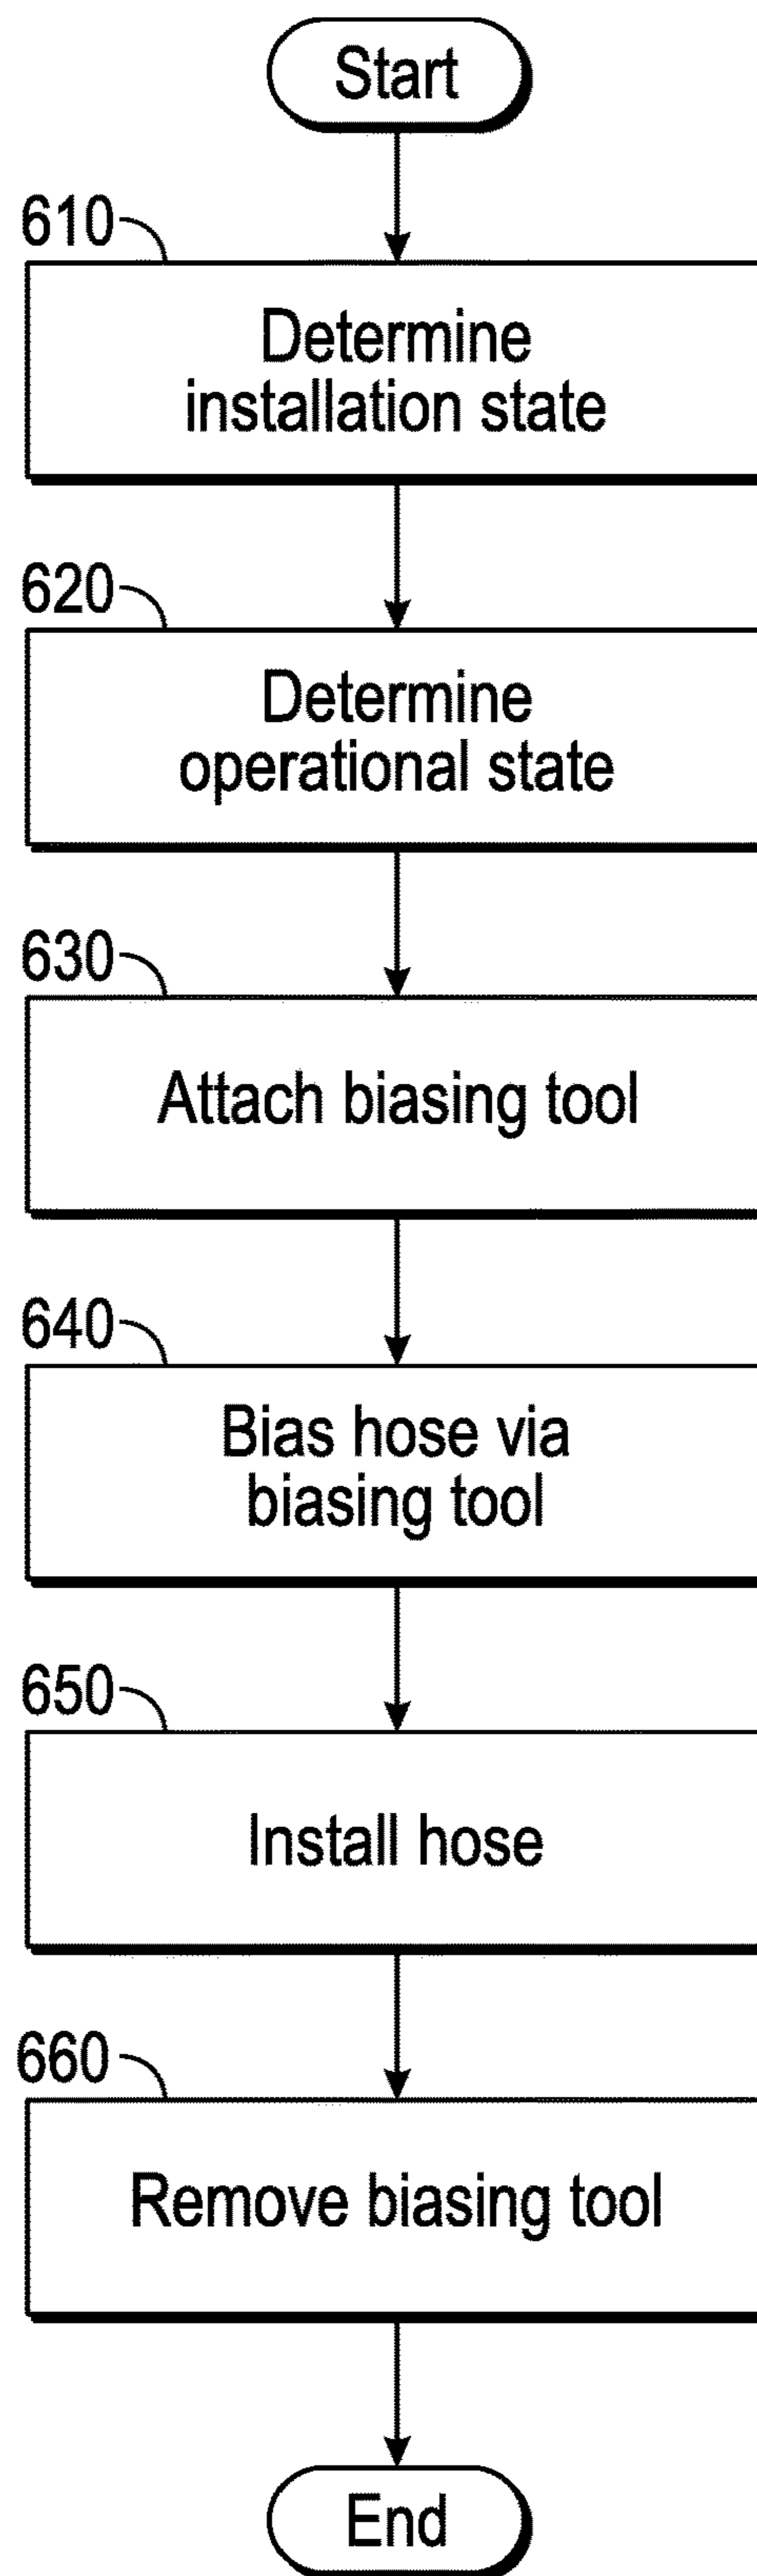 Start
610
Determine
installation state
620
Determine
operational state
630
Attach biasing tool
640
Bias hose via
biasing tool
650
Install hose
660
Remove biasing tool
End